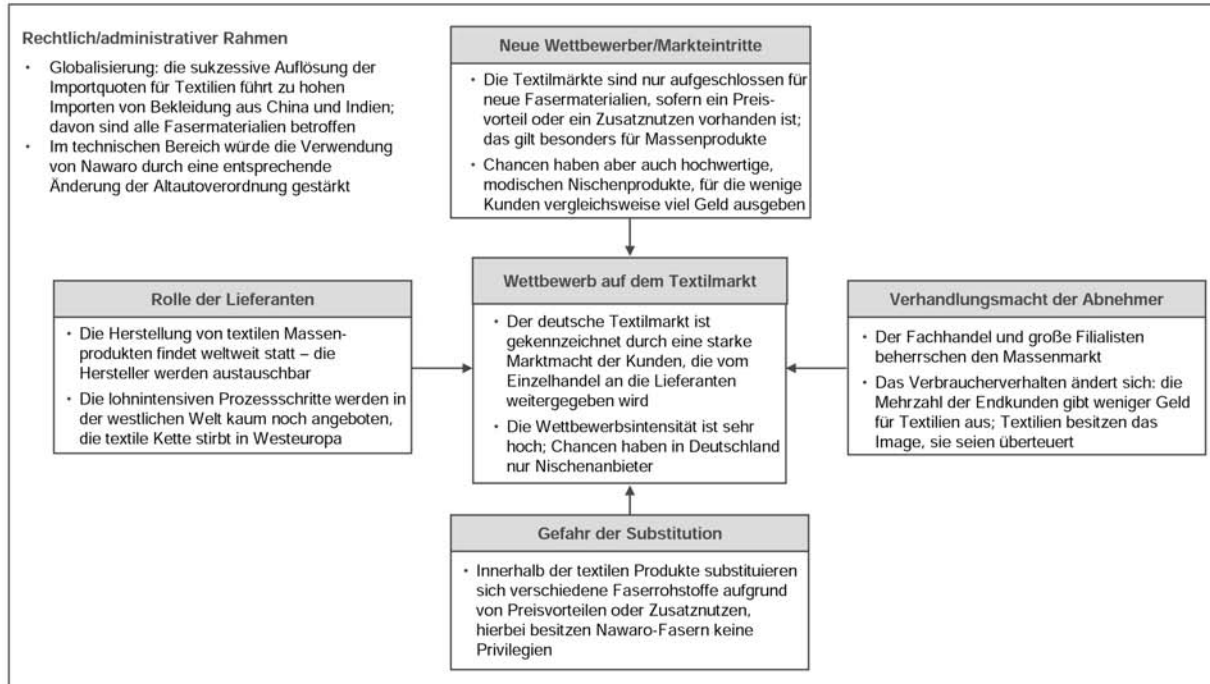 Rechtlich/administrativer Rahmen
• Globalisierung: die sukzessive Auflösung der
Importquoten für Textilien führt zu hohen
Importen von Bekleidung aus China und Indien;
davon sind alle Fasermaterialien betroffen
• Im technischen Bereich würde die Verwendung
von Nawaro durch eine entsprechende
Änderung der Altautoverordnung gestärkt
Neue Wettbewerber/Markteintritte
• Die Textilmärkte sind nur aufgeschlossen für
neue Fasermaterialien, sofern ein Preis-
vorteil oder ein Zusatznutzen vorhanden ist;
das gilt besonders für Massenprodukte
• Chancen haben aber auch hochwertige,
modischen Nischenprodukte, für die wenige
Kunden vergleichsweise viel Geld ausgeben
Rolle der Lieferanten
• Die Herstellung von textilen Massen-
produkten findet weltweit statt – die
Hersteller werden austauschbar
• Die lohnintensiven Prozessschritte werden in
der westlichen Welt kaum noch angeboten,
die textile Kette stirbt in Westeuropa
Wettbewerb auf dem Textilmarkt
• Der deutsche Textilmarkt ist
gekennzeichnet durch eine starke
Marktmacht der Kunden, die vom
Einzelhandel an die Lieferanten
weitergegeben wird
• Die Wettbewerbsintensität ist sehr
hoch; Chancen haben in Deutschland
nur Nischenanbieter
Verhandlungsmacht der Abnehmer
• Der Fachhandel und große Filialisten
beherrschen den Massenmarkt
• Das Verbraucherverhalten ändert sich: die
Mehrzahl der Endkunden gibt weniger Geld
für Textilien aus; Textilien besitzen das
Image, sie seien überteuert
Gefahr der Substitution
• Innerhalb der textilen Produkte substituieren
sich verschiedene Faserrohstoffe aufgrund
von Preisvorteilen oder Zusatznutzen,
hierbei besitzen Nawaro-Fasern keine
Privilegien